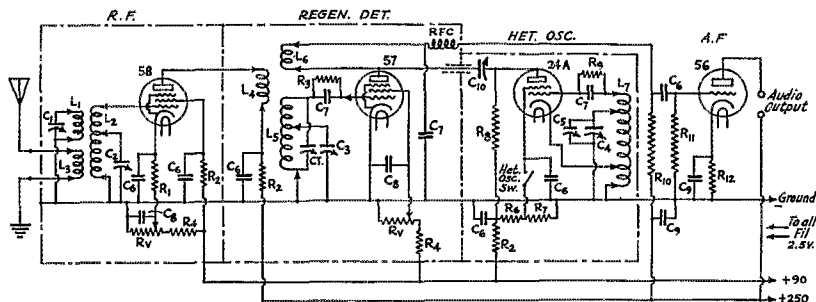 R.F. REGEN. DET. HET. OSC. A.F
RFC
58 57 24A 56
L1 L2 L3 C1 C2 C6 R1 C6 R2 C8 RV R4
L4 L6 C6 R2 L5 R3 C7 CT. C3 C7 C8 RV R4
C10 R8 R9 C7 L7 C5 C4 Het. Osc. Sw. C6 R6 R7 C6 R2
R10 C6 R11 C9 R12 C9
Audio Output
Ground
To all Fil 2.5v.
+90
+250